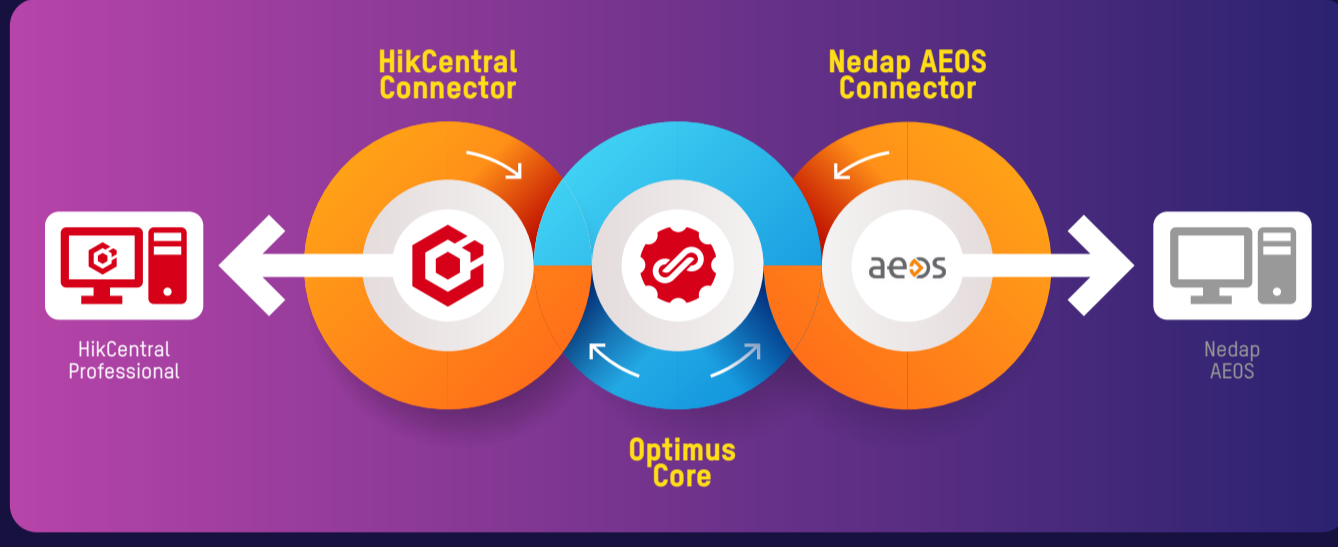 HikCentral
Connector
Nedap AEOS
Connector
aeos
HikCentral
Professional
Nedap
AEOS
Optimus
Core